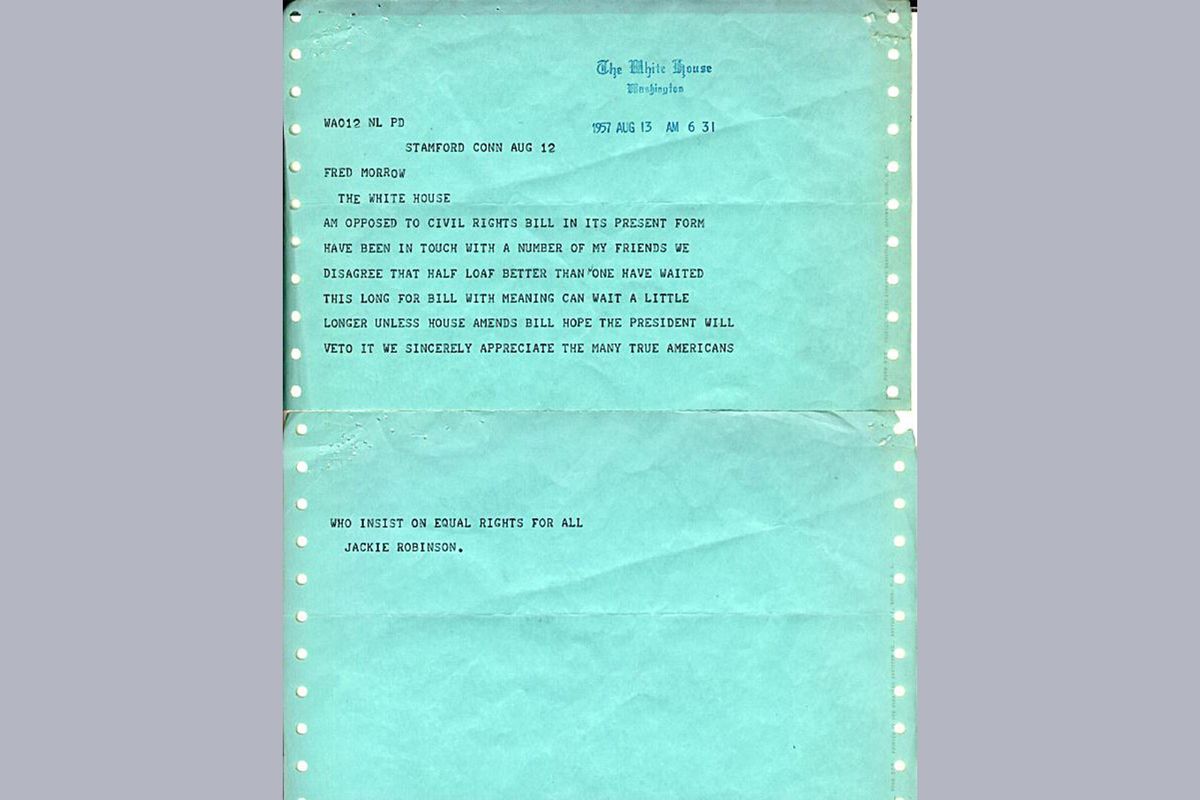 The White House
Washington
WA012 NL PD
1957 AUG 13 AM 6 31
STAMFORD CONN AUG 12
FRED MORROW
THE WHITE HOUSE
AM OPPOSED TO CIVIL RIGHTS BILL IN ITS PRESENT FORM
HAVE BEEN IN TOUCH WITH A NUMBER OF MY FRIENDS WE
DISAGREE THAT HALF LOAF BETTER THAN ONE HAVE WAITED
THIS LONG FOR BILL WITH MEANING CAN WAIT A LITTLE
LONGER UNLESS HOUSE AMENDS BILL HOPE THE PRESIDENT WILL
VETO IT WE SINCERELY APPRECIATE THE MANY TRUE AMERICANS
WHO INSIST ON EQUAL RIGHTS FOR ALL
JACKIE ROBINSON.